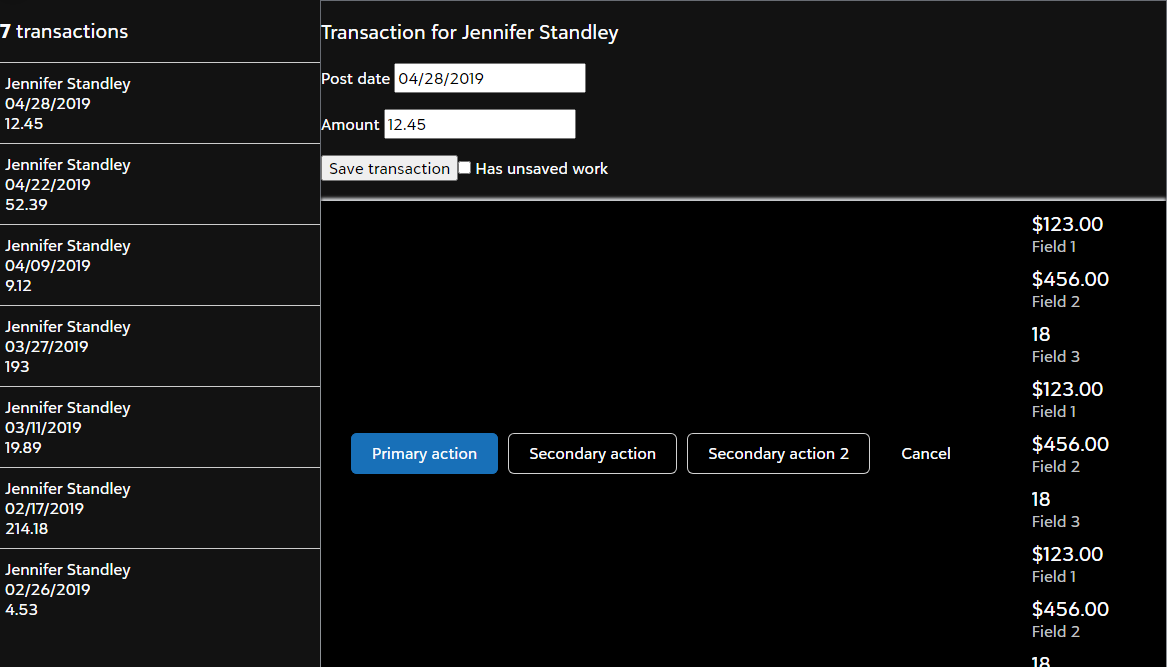 7 transactions
Jennifer Standley
04/28/2019
12.45
Jennifer Standley
04/22/2019
52.39
Jennifer Standley
04/09/2019
9.12
Jennifer Standley
03/27/2019
193
Jennifer Standley
03/11/2019
19.89
Jennifer Standley
02/17/2019
214.18
Jennifer Standley
02/26/2019
4.53
Transaction for Jennifer Standley
Post date 04/28/2019
Amount 12.45
Save transaction Has unsaved work
Primary action Secondary action Secondary action 2 Cancel
$123.00
Field 1
$456.00
Field 2
18
Field 3
$123.00
Field 1
$456.00
Field 2
18
Field 3
$123.00
Field 1
$456.00
Field 2
18